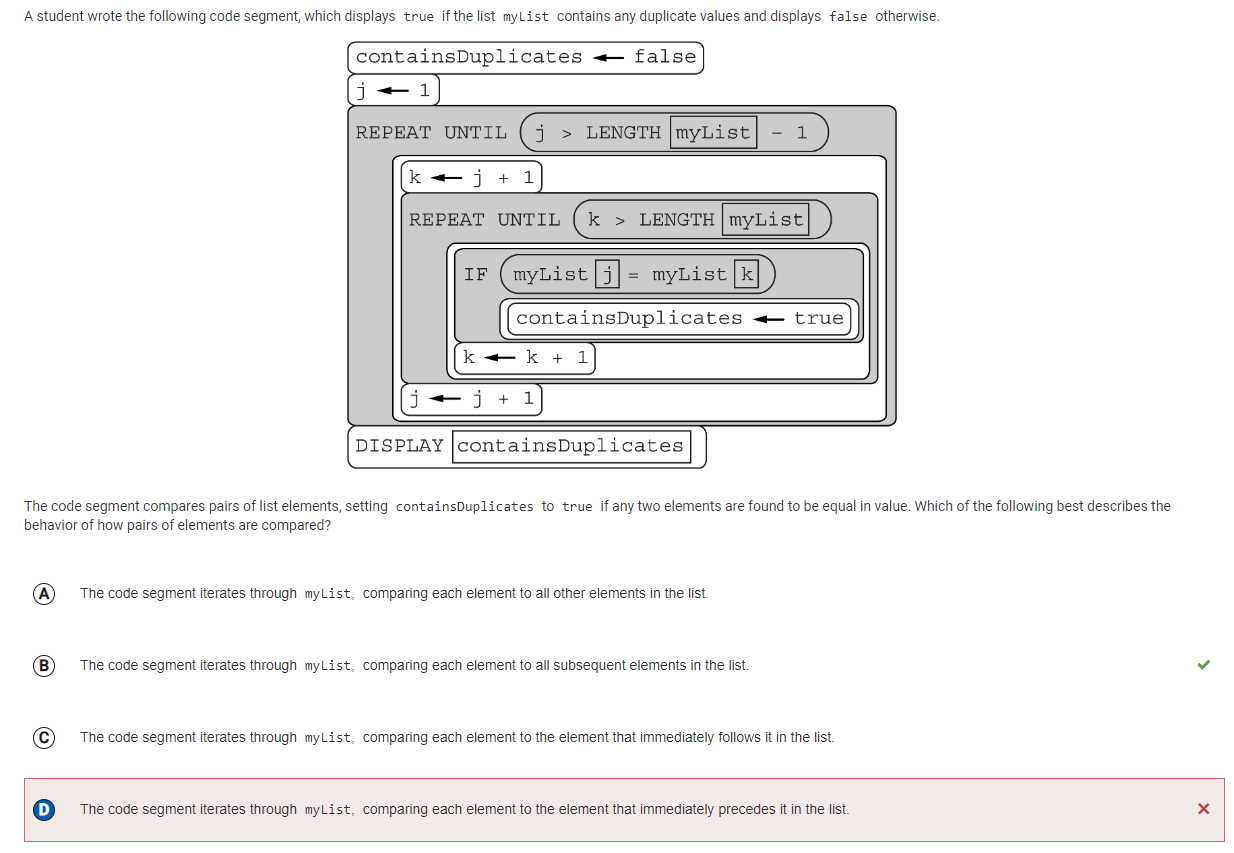 A student wrote the following code segment, which displays true if the list myList contains any duplicate values and displays false otherwise.
containsDuplicates ← false
j ← 1
REPEAT UNTIL j > LENGTH myList - 1
k ← j + 1
REPEAT UNTIL k > LENGTH myList
IF myList j = myList k
containsDuplicates ← true
k ← k + 1
j ← j + 1
DISPLAY containsDuplicates
The code segment compares pairs of list elements, setting containsDuplicates to true if any two elements are found to be equal in value. Which of the following best describes the
behavior of how pairs of elements are compared?
A The code segment iterates through myList, comparing each element to all other elements in the list.
B The code segment iterates through myList, comparing each element to all subsequent elements in the list.
C The code segment iterates through myList, comparing each element to the element that immediately follows it in the list.
D The code segment iterates through myList, comparing each element to the element that immediately precedes it in the list.